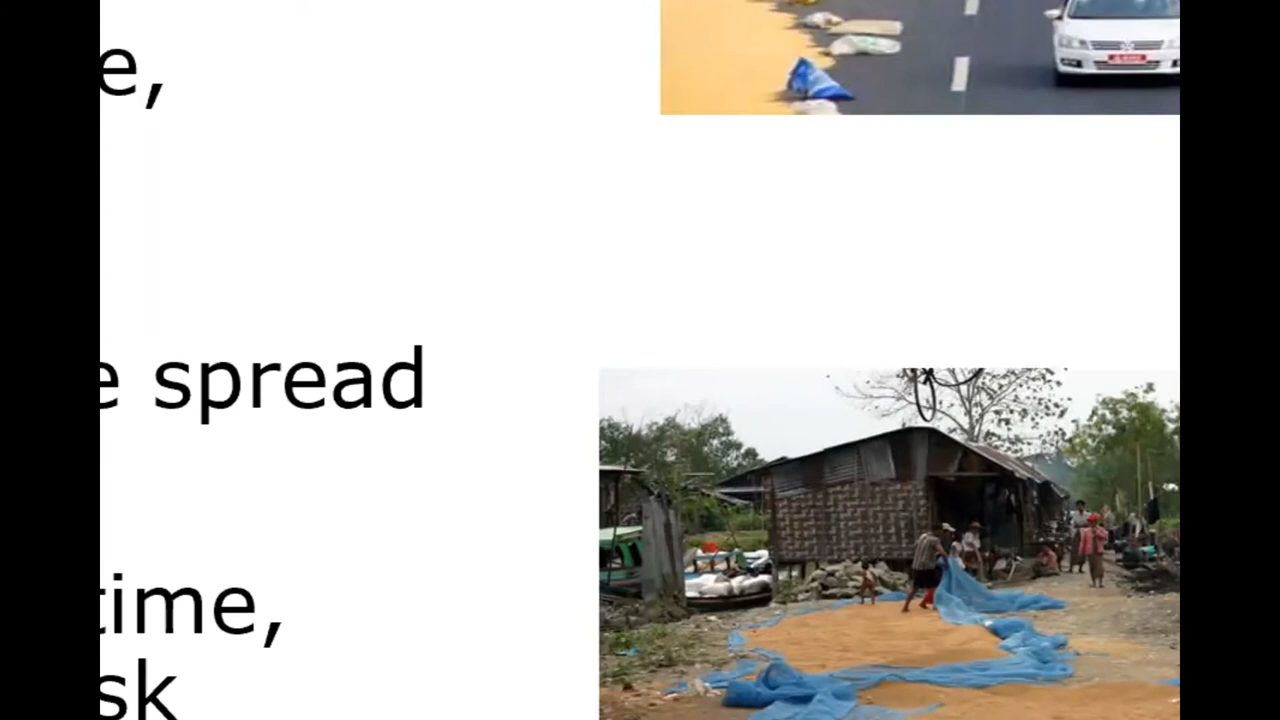 e,
e spread
time,
sk